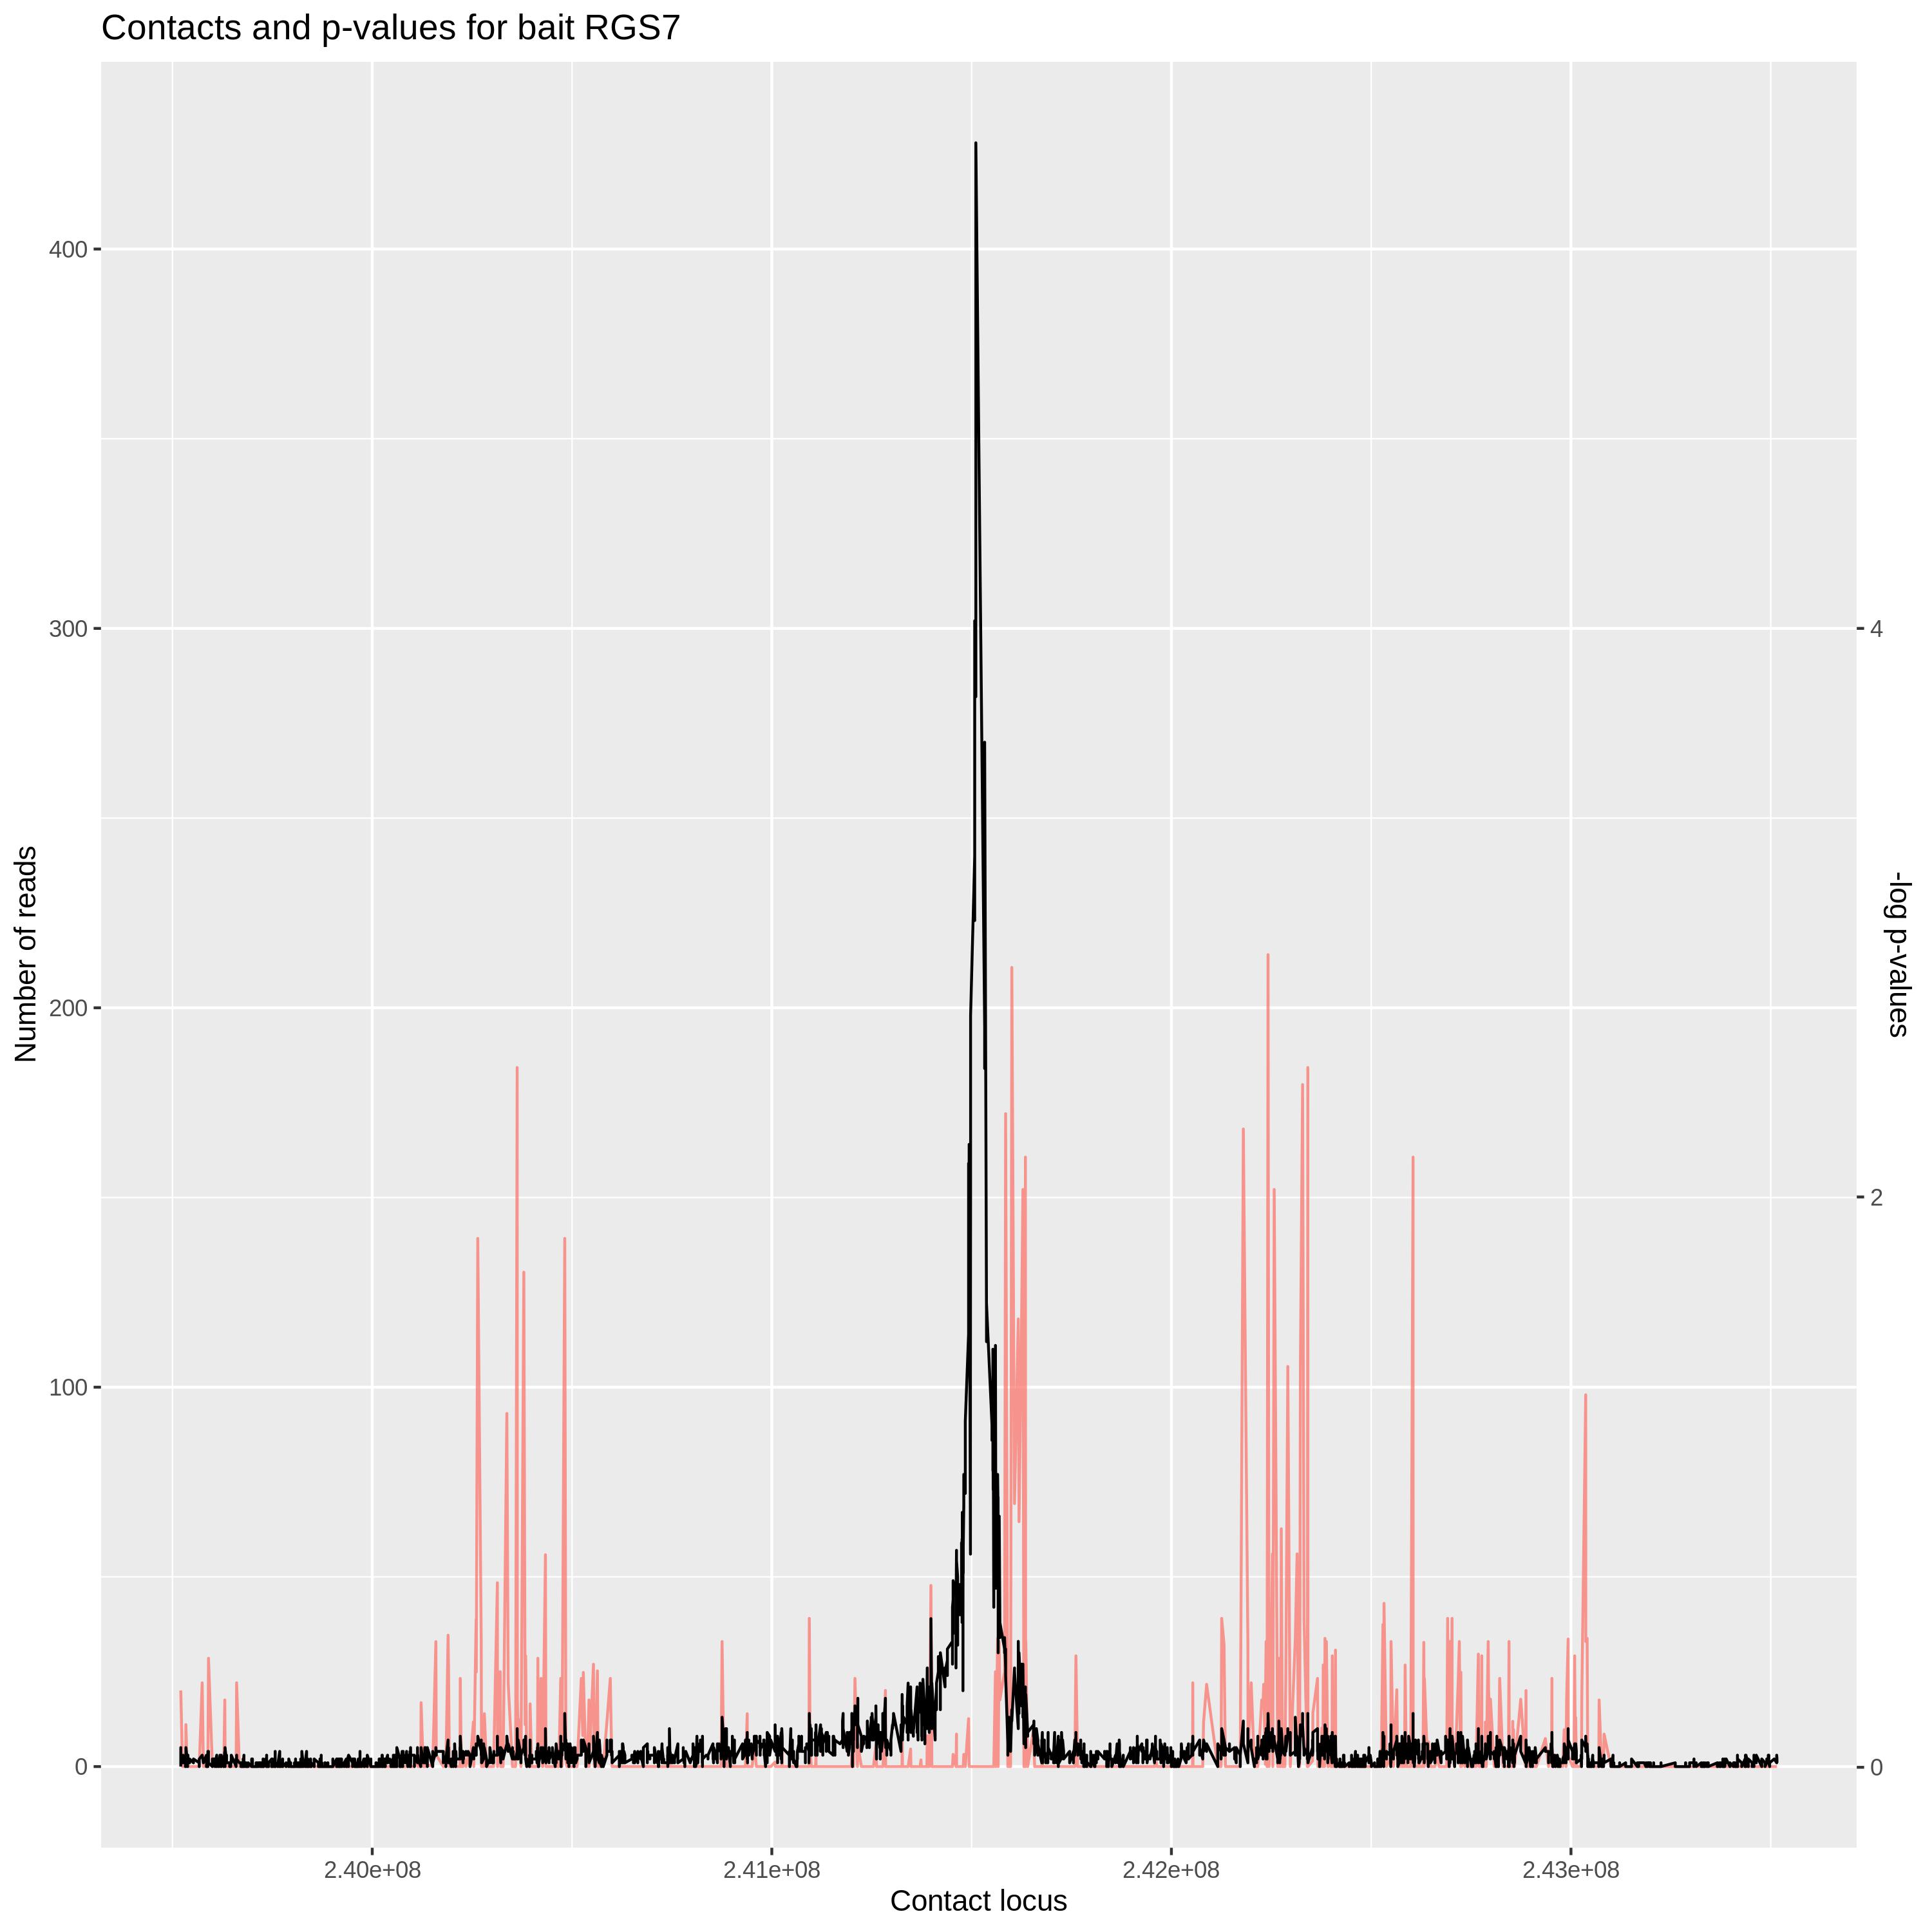 Contacts and p-values for bait RGS7
400
300
200
100
0
Number of reads
4
2
0
-log p-values
2.40e+08
2.41e+08
2.42e+08
2.43e+08
Contact locus